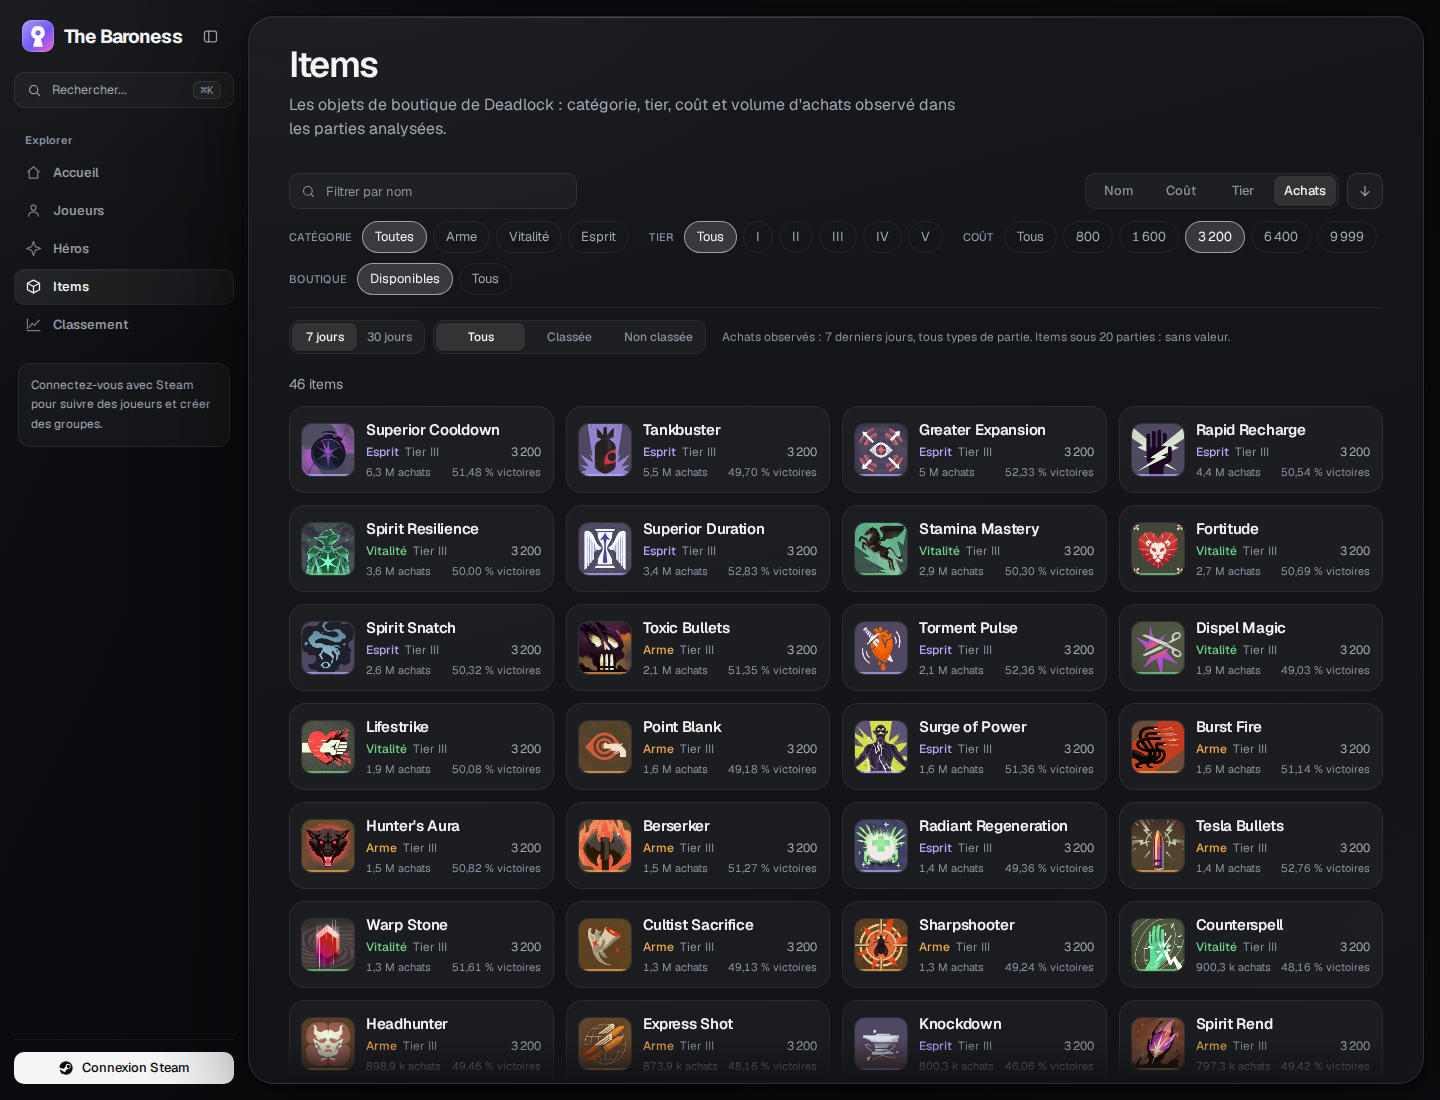 The Baroness
Rechercher...
⌘K
Explorer
Accueil
Joueurs
Héros
Items
Classement
Connectez-vous avec Steam
pour suivre des joueurs et créer
des groupes.
Connexion Steam
Items
Les objets de boutique de Deadlock : catégorie, tier, coût et volume d'achats observé dans
les parties analysées.
Filtrer par nom
Nom Coût Tier Achats
CATÉGORIE Toutes Arme Vitalité Esprit TIER Tous I II III IV V COÛT Tous 800 1 600 3 200 6 400 9 999
BOUTIQUE Disponibles Tous
7 jours 30 jours Tous Classée Non classée Achats observés : 7 derniers jours, tous types de partie. Items sous 20 parties : sans valeur.
46 items
Superior Cooldown
Esprit Tier III 3 200
6,3 M achats 51,48 % victoires
Tankbuster
Esprit Tier III 3 200
5,5 M achats 49,70 % victoires
Greater Expansion
Esprit Tier III 3 200
5 M achats 52,33 % victoires
Rapid Recharge
Esprit Tier III 3 200
4,4 M achats 50,54 % victoires
Spirit Resilience
Vitalité Tier III 3 200
3,6 M achats 50,00 % victoires
Superior Duration
Esprit Tier III 3 200
3,4 M achats 52,83 % victoires
Stamina Mastery
Vitalité Tier III 3 200
2,9 M achats 50,30 % victoires
Fortitude
Vitalité Tier III 3 200
2,7 M achats 50,69 % victoires
Spirit Snatch
Esprit Tier III 3 200
2,6 M achats 50,32 % victoires
Toxic Bullets
Arme Tier III 3 200
2,1 M achats 51,35 % victoires
Torment Pulse
Esprit Tier III 3 200
2,1 M achats 52,36 % victoires
Dispel Magic
Vitalité Tier III 3 200
1,9 M achats 49,03 % victoires
Lifestrike
Vitalité Tier III 3 200
1,9 M achats 50,08 % victoires
Point Blank
Arme Tier III 3 200
1,6 M achats 49,18 % victoires
Surge of Power
Esprit Tier III 3 200
1,6 M achats 51,36 % victoires
Burst Fire
Arme Tier III 3 200
1,6 M achats 51,14 % victoires
Hunter's Aura
Arme Tier III 3 200
1,5 M achats 50,82 % victoires
Berserker
Arme Tier III 3 200
1,5 M achats 51,27 % victoires
Radiant Regeneration
Esprit Tier III 3 200
1,4 M achats 49,36 % victoires
Tesla Bullets
Arme Tier III 3 200
1,4 M achats 52,76 % victoires
Warp Stone
Vitalité Tier III 3 200
1,3 M achats 51,61 % victoires
Cultist Sacrifice
Arme Tier III 3 200
1,3 M achats 49,13 % victoires
Sharpshooter
Arme Tier III 3 200
1,3 M achats 49,24 % victoires
Counterspell
Vitalité Tier III 3 200
900,3 k achats 48,16 % victoires
Headhunter
Arme Tier III 3 200
898,9 k achats 49,46 % victoires
Express Shot
Arme Tier III 3 200
873,9 k achats 48,16 % victoires
Knockdown
Esprit Tier III 3 200
800,3 k achats 46,06 % victoires
Spirit Rend
Arme Tier III 3 200
797,3 k achats 49,42 % victoires